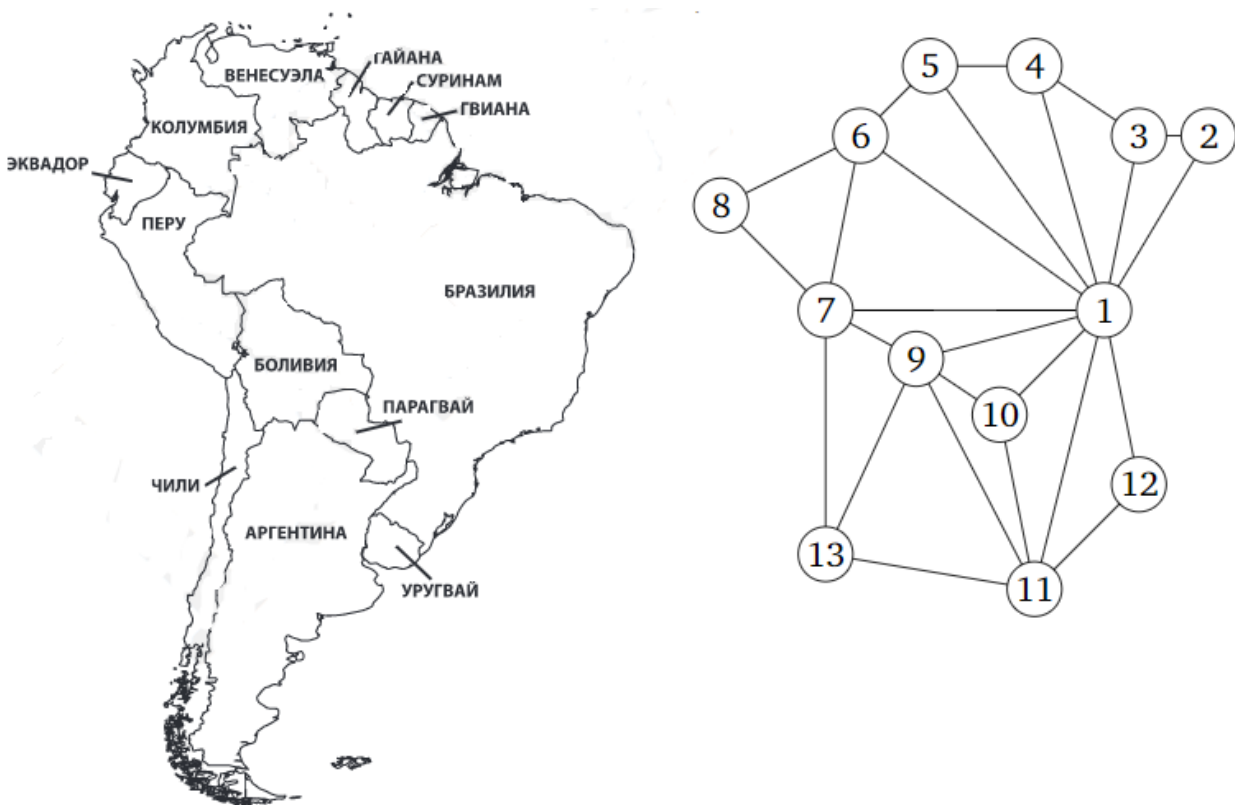 ГАЙАНА
ВЕНЕСУЭЛА
СУРИНАМ
ГВИАНА
КОЛУМБИЯ
ЭКВАДОР
ПЕРУ
БРАЗИЛИЯ
БОЛИВИЯ
ПАРАГВАЙ
ЧИЛИ
АРГЕНТИНА
УРУГВАЙ
5
4
6
3
2
8
7
1
9
10
12
13
11